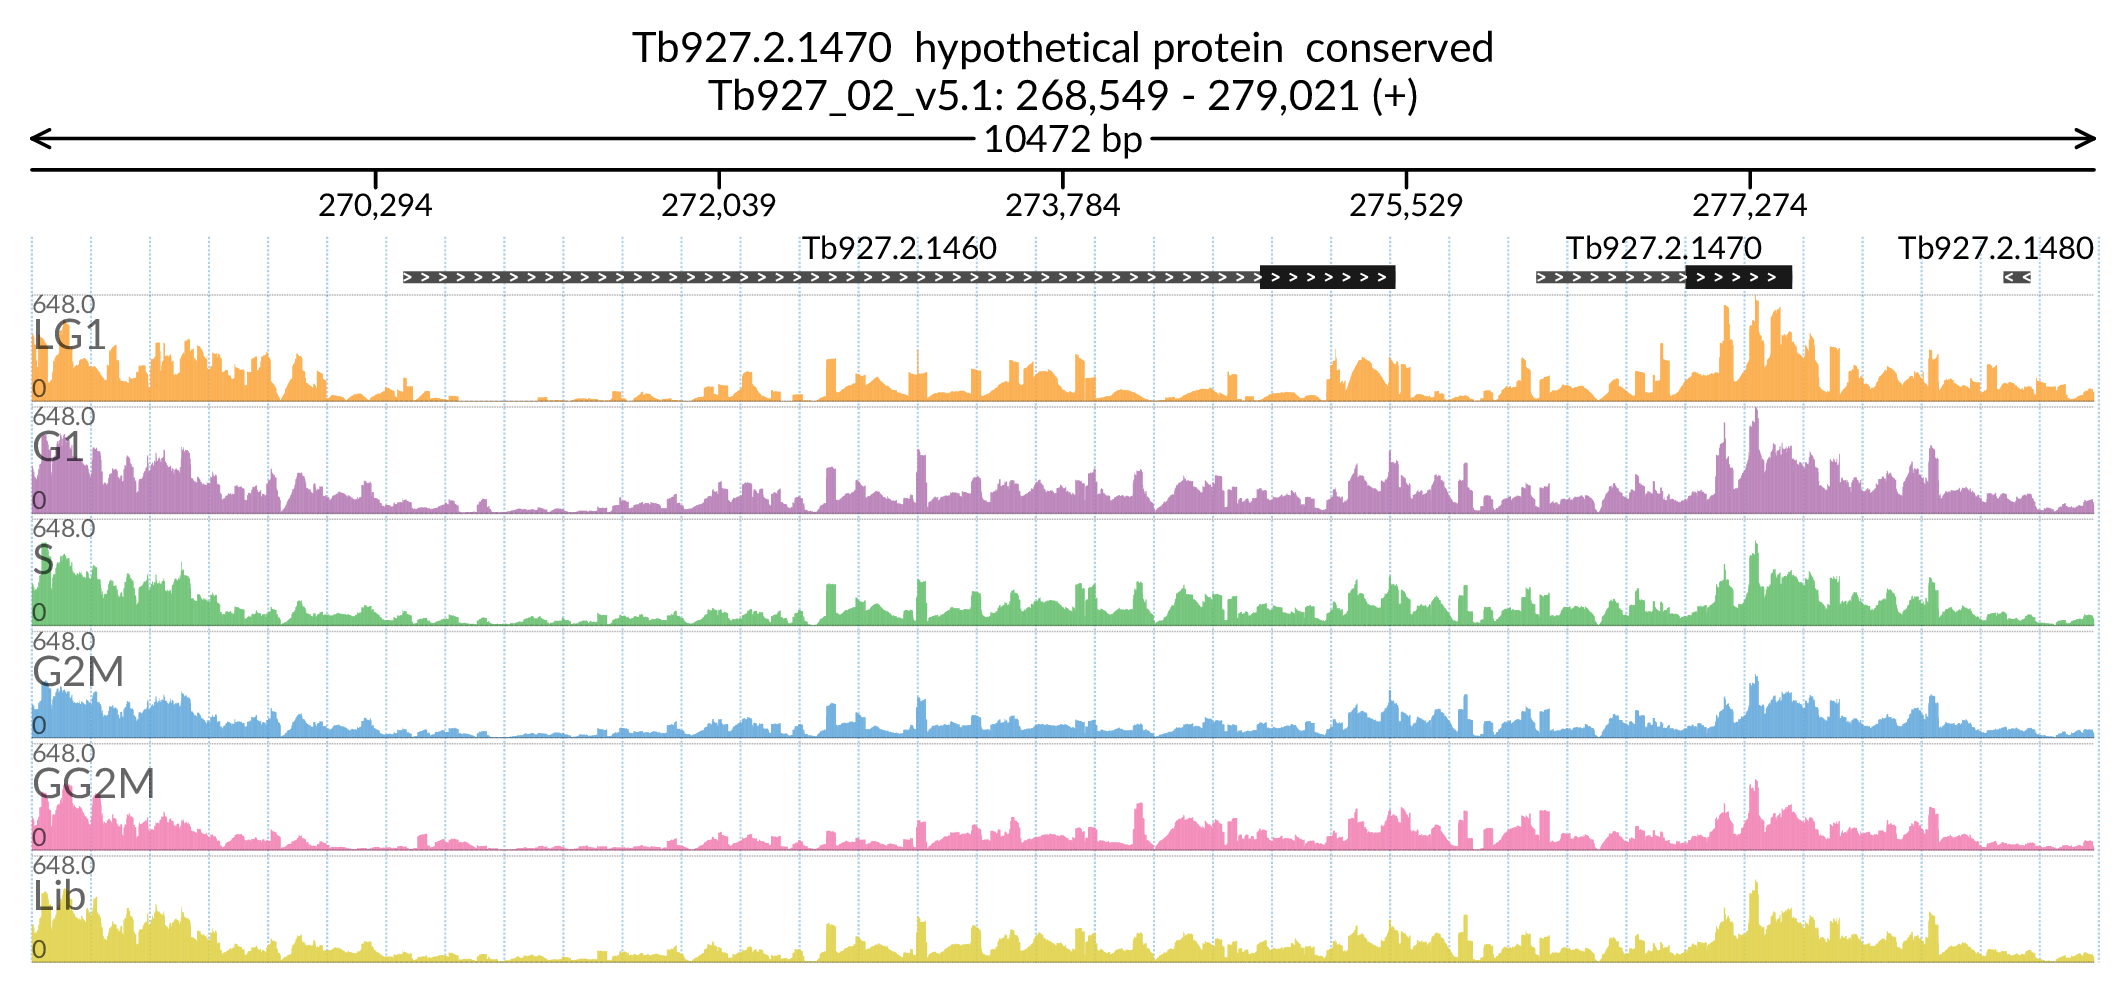 Tb927.2.1470 hypothetical protein conserved
Tb927_02_v5.1: 268,549 - 279,021 (+)
10472 bp
270,294 272,039 273,784 275,529 277,274
Tb927.2.1460 Tb927.2.1470 Tb927.2.1480
648.0
LG1
0
648.0
G1
0
648.0
S
0
648.0
G2M
0
648.0
GG2M
0
648.0
Lib
0